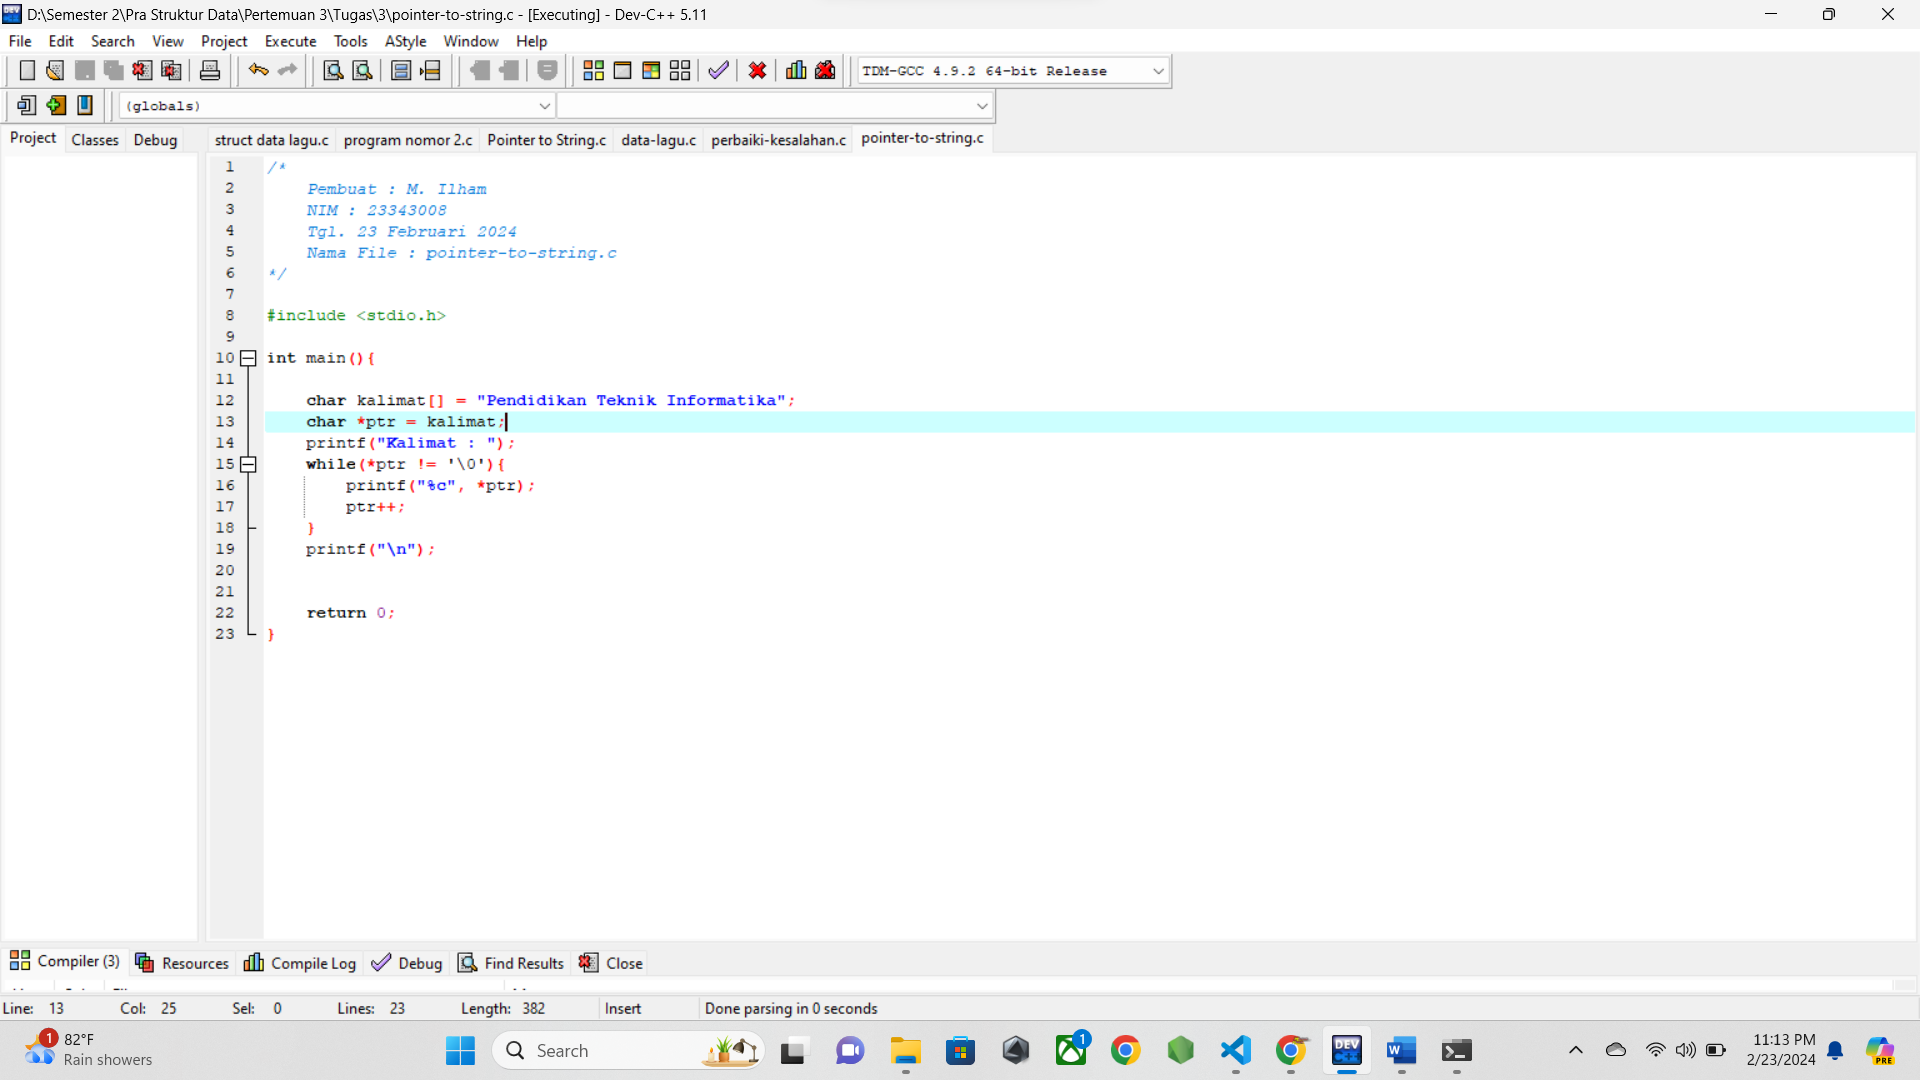 D:\Semester 2\Pra Struktur Data\Pertemuan 3\Tugas\3\pointer-to-string.c - [Executing] - Dev-C++ 5.11
File Edit Search View Project Execute Tools AStyle Window Help
TDM-GCC 4.9.2 64-bit Release
(globals)
Project Classes Debug struct data lagu.c program nomor 2.c Pointer to String.c data-lagu.c perbaiki-kesalahan.c pointer-to-string.c
1 /*
2 Pembuat : M. Ilham
3 NIM : 23343008
4 Tgl. 23 Februari 2024
5 Nama File : pointer-to-string.c
6 */
7
8 #include <stdio.h>
9
10 int main(){
11
12 char kalimat[] = "Pendidikan Teknik Informatika";
13 char *ptr = kalimat;
14 printf("Kalimat : ");
15 while(*ptr != '\0'){
16 printf("%c", *ptr);
17 ptr++;
18 }
19 printf("\n");
20
21
22 return 0;
23 }
Compiler (3) Resources Compile Log Debug Find Results Close
Line: 13 Col: 25 Sel: 0 Lines: 23 Length: 382 Insert Done parsing in 0 seconds
1 82°F
Rain showers
Search
1
DEV C++
11:13 PM
2/23/2024
PRE